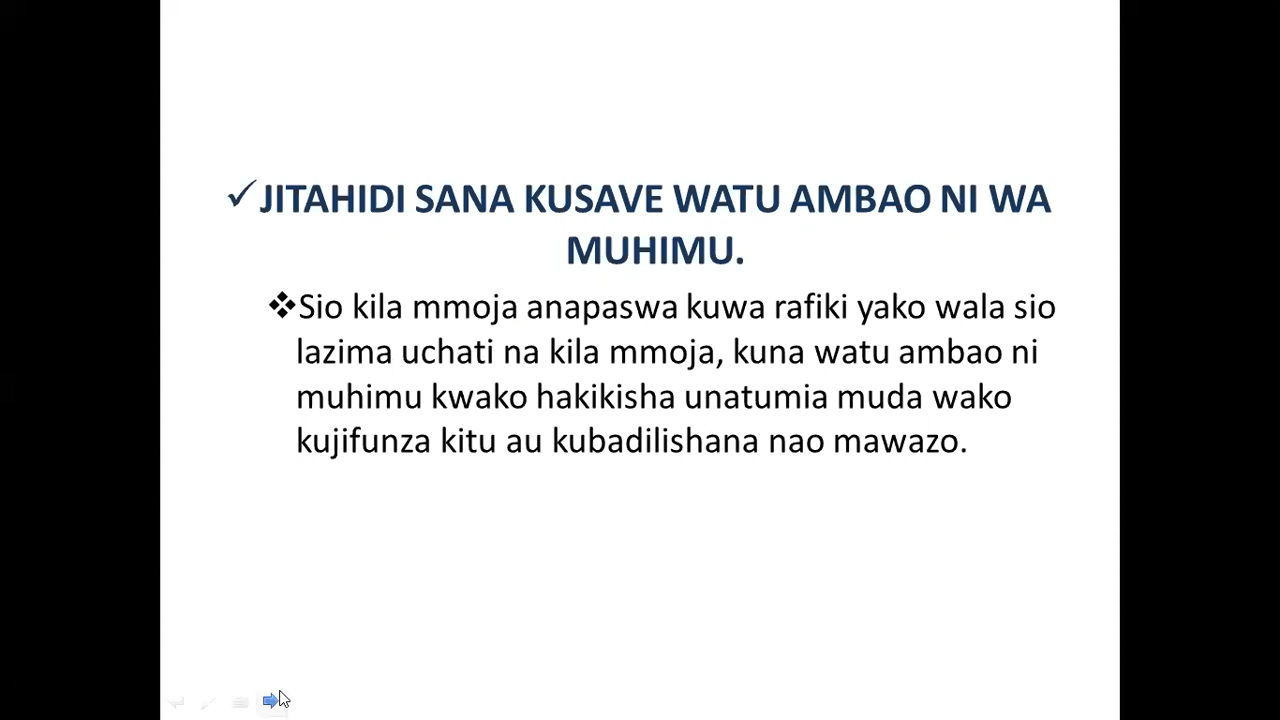 ✓JITAHIDI SANA KUSAVE WATU AMBAO NI WA
MUHIMU.
❖Sio kila mmoja anapaswa kuwa rafiki yako wala sio
lazima uchati na kila mmoja, kuna watu ambao ni
muhimu kwako hakikisha unatumia muda wako
kujifunza kitu au kubadilishana nao mawazo.